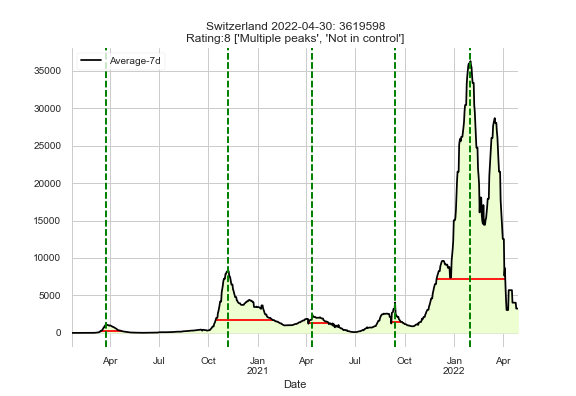 Switzerland 2022-04-30: 3619598
Rating:8 ['Multiple peaks', 'Not in control']
Average-7d
35000
30000
25000
20000
15000
10000
5000
0
Apr Jul Oct Jan Apr Jul Oct Jan Apr
2021 2022
Date